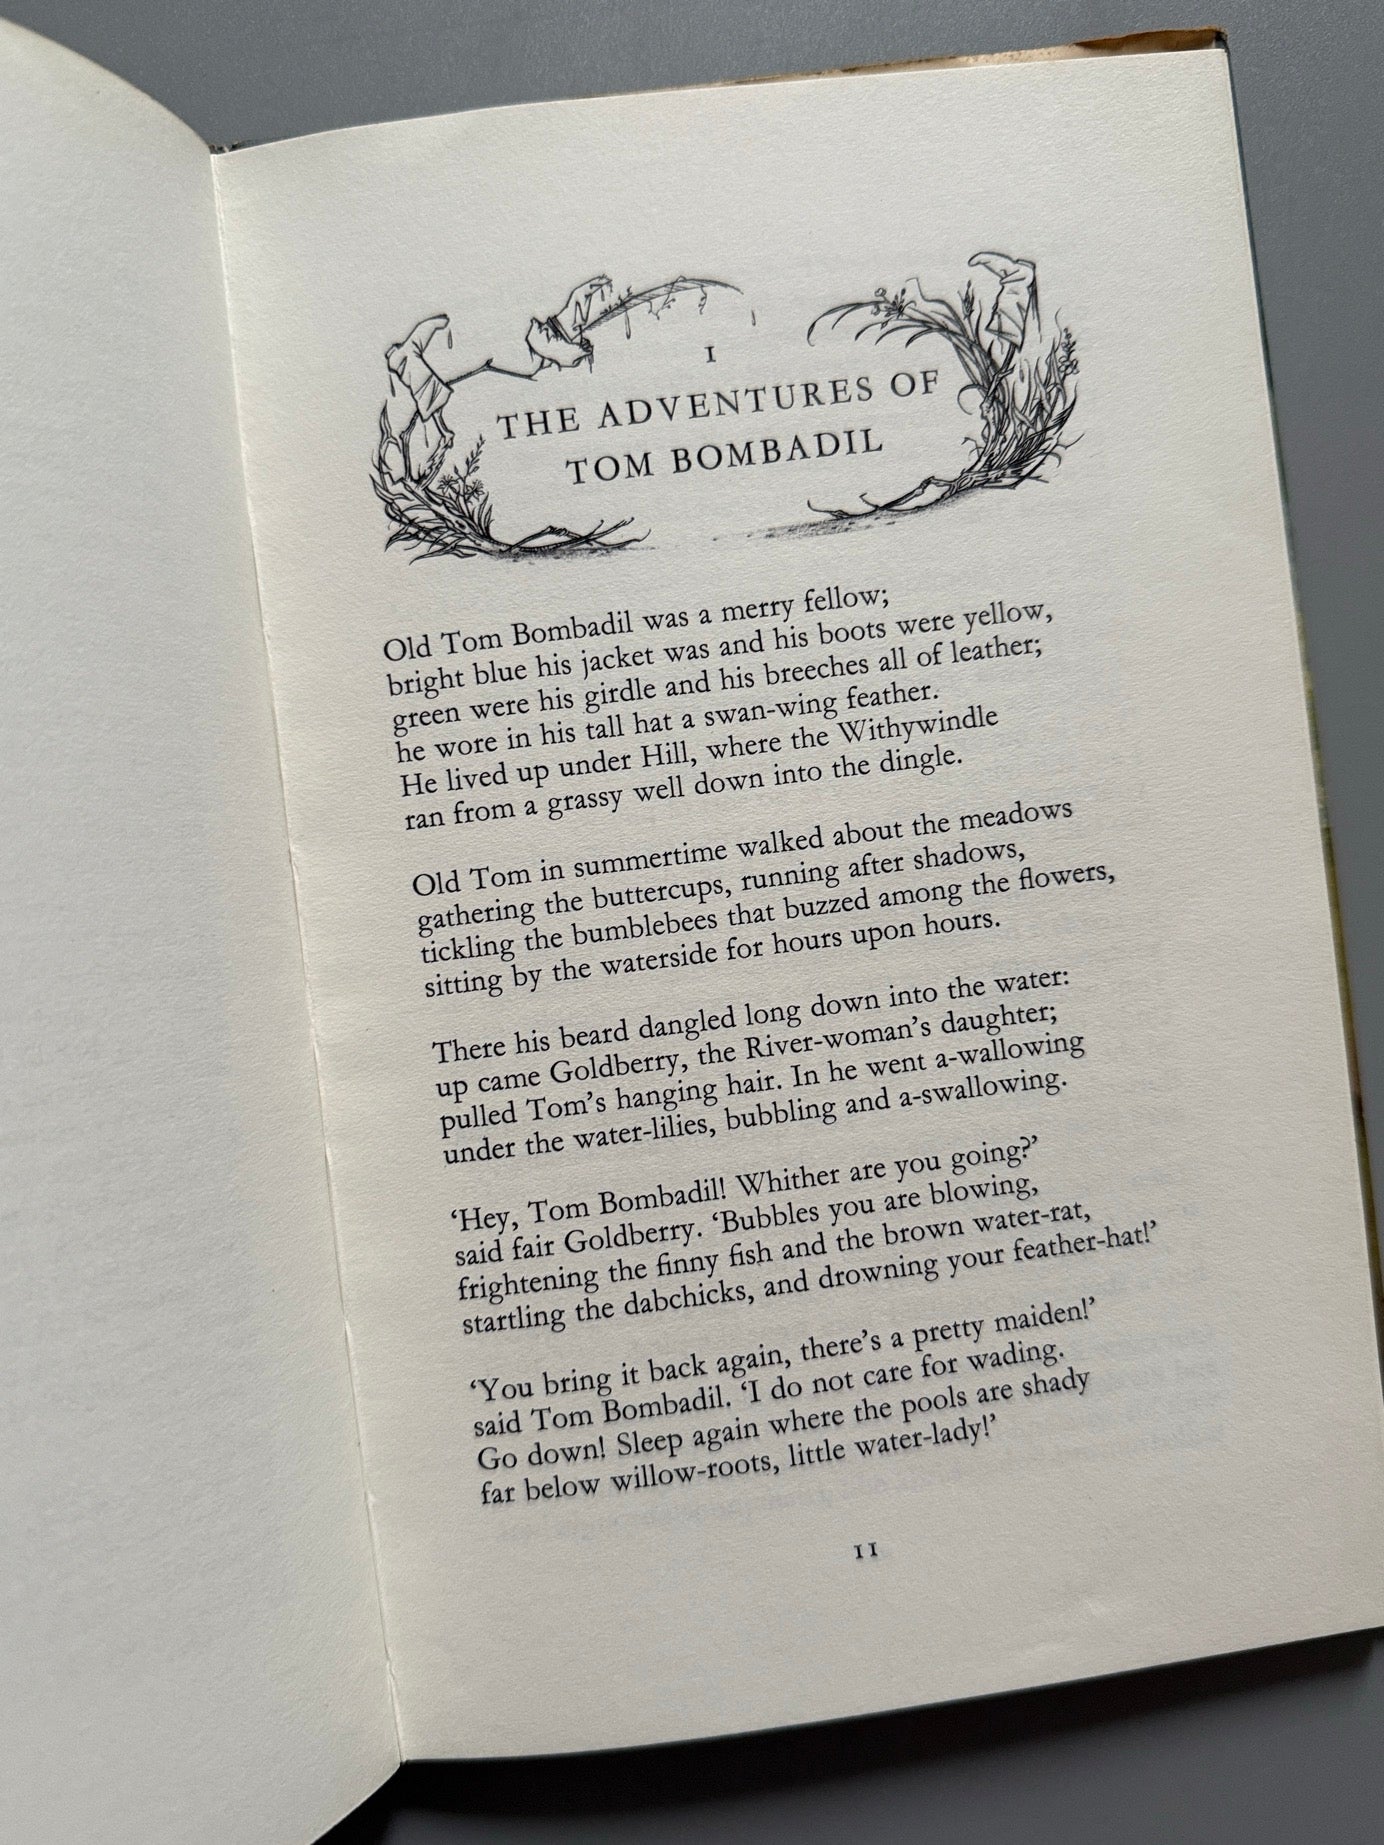 I
THE ADVENTURES OF
TOM BOMBADIL
Old Tom Bombadil was a merry fellow;
bright blue his jacket was and his boots were yellow,
green were his girdle and his breeches all of leather;
he wore in his tall hat a swan-wing feather.
He lived up under Hill, where the Withywindle
ran from a grassy well down into the dingle.
Old Tom in summertime walked about the meadows
gathering the buttercups, running after shadows,
tickling the bumblebees that buzzed among the flowers,
sitting by the waterside for hours upon hours.
There his beard dangled long down into the water:
up came Goldberry, the River-woman's daughter;
pulled Tom's hanging hair. In he went a-wallowing
under the water-lilies, bubbling and a-swallowing.
‘Hey, Tom Bombadil! Whither are you going?’
said fair Goldberry. ‘Bubbles you are blowing,
frightening the finny fish and the brown water-rat,
startling the dabchicks, and drowning your feather-hat!’
‘You bring it back again, there's a pretty maiden!’
said Tom Bombadil. ‘I do not care for wading.
Go down! Sleep again where the pools are shady
far below willow-roots, little water-lady!’
11